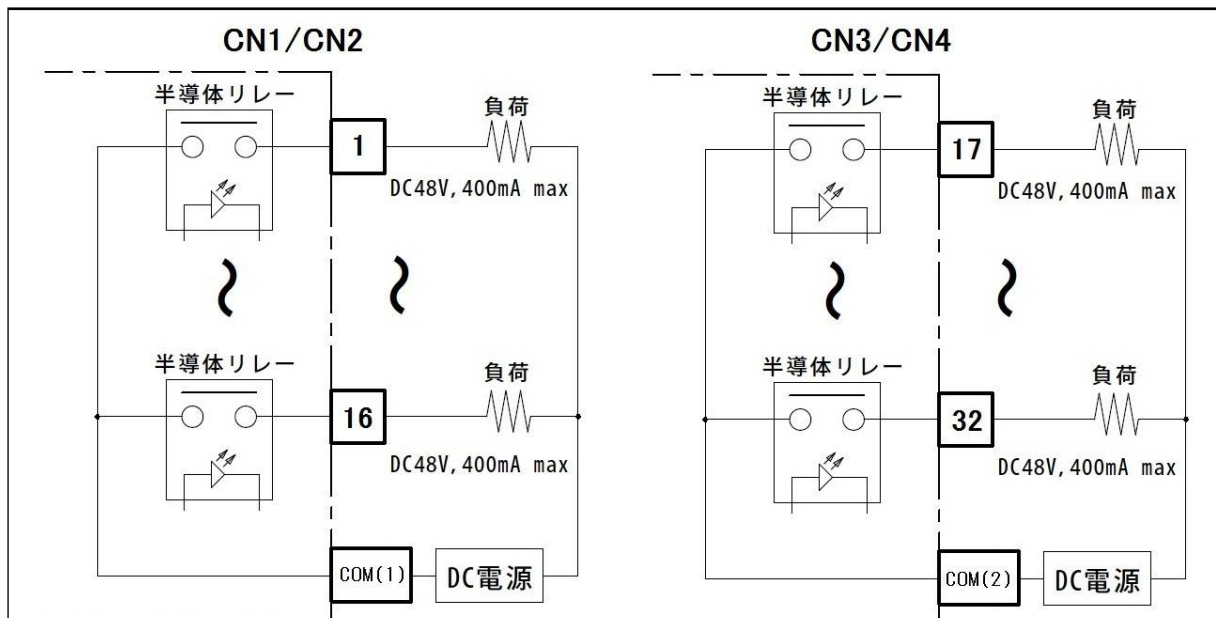 CN1/CN2
半導体リレー
1
負荷
DC48V,400mA max
半導体リレー
16
負荷
DC48V,400mA max
COM(1)
DC電源
CN3/CN4
半導体リレー
17
負荷
DC48V,400mA max
半導体リレー
32
負荷
DC48V,400mA max
COM(2)
DC電源